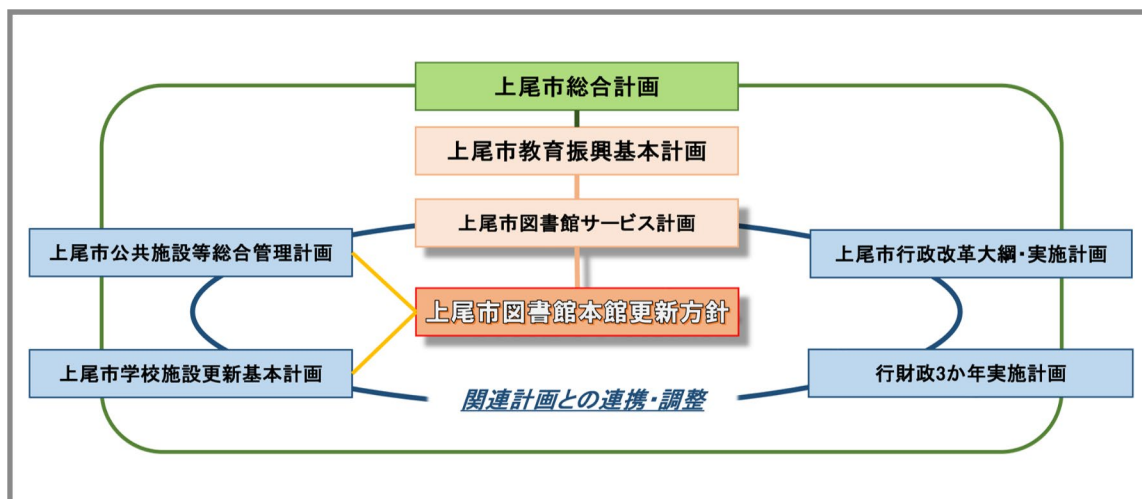 上尾市総合計画
上尾市教育振興基本計画
上尾市図書館サービス計画
上尾市公共施設等総合管理計画
上尾市行政改革大綱・実施計画
上尾市図書館本館更新方針
上尾市学校施設更新基本計画
行財政3か年実施計画
関連計画との連携・調整